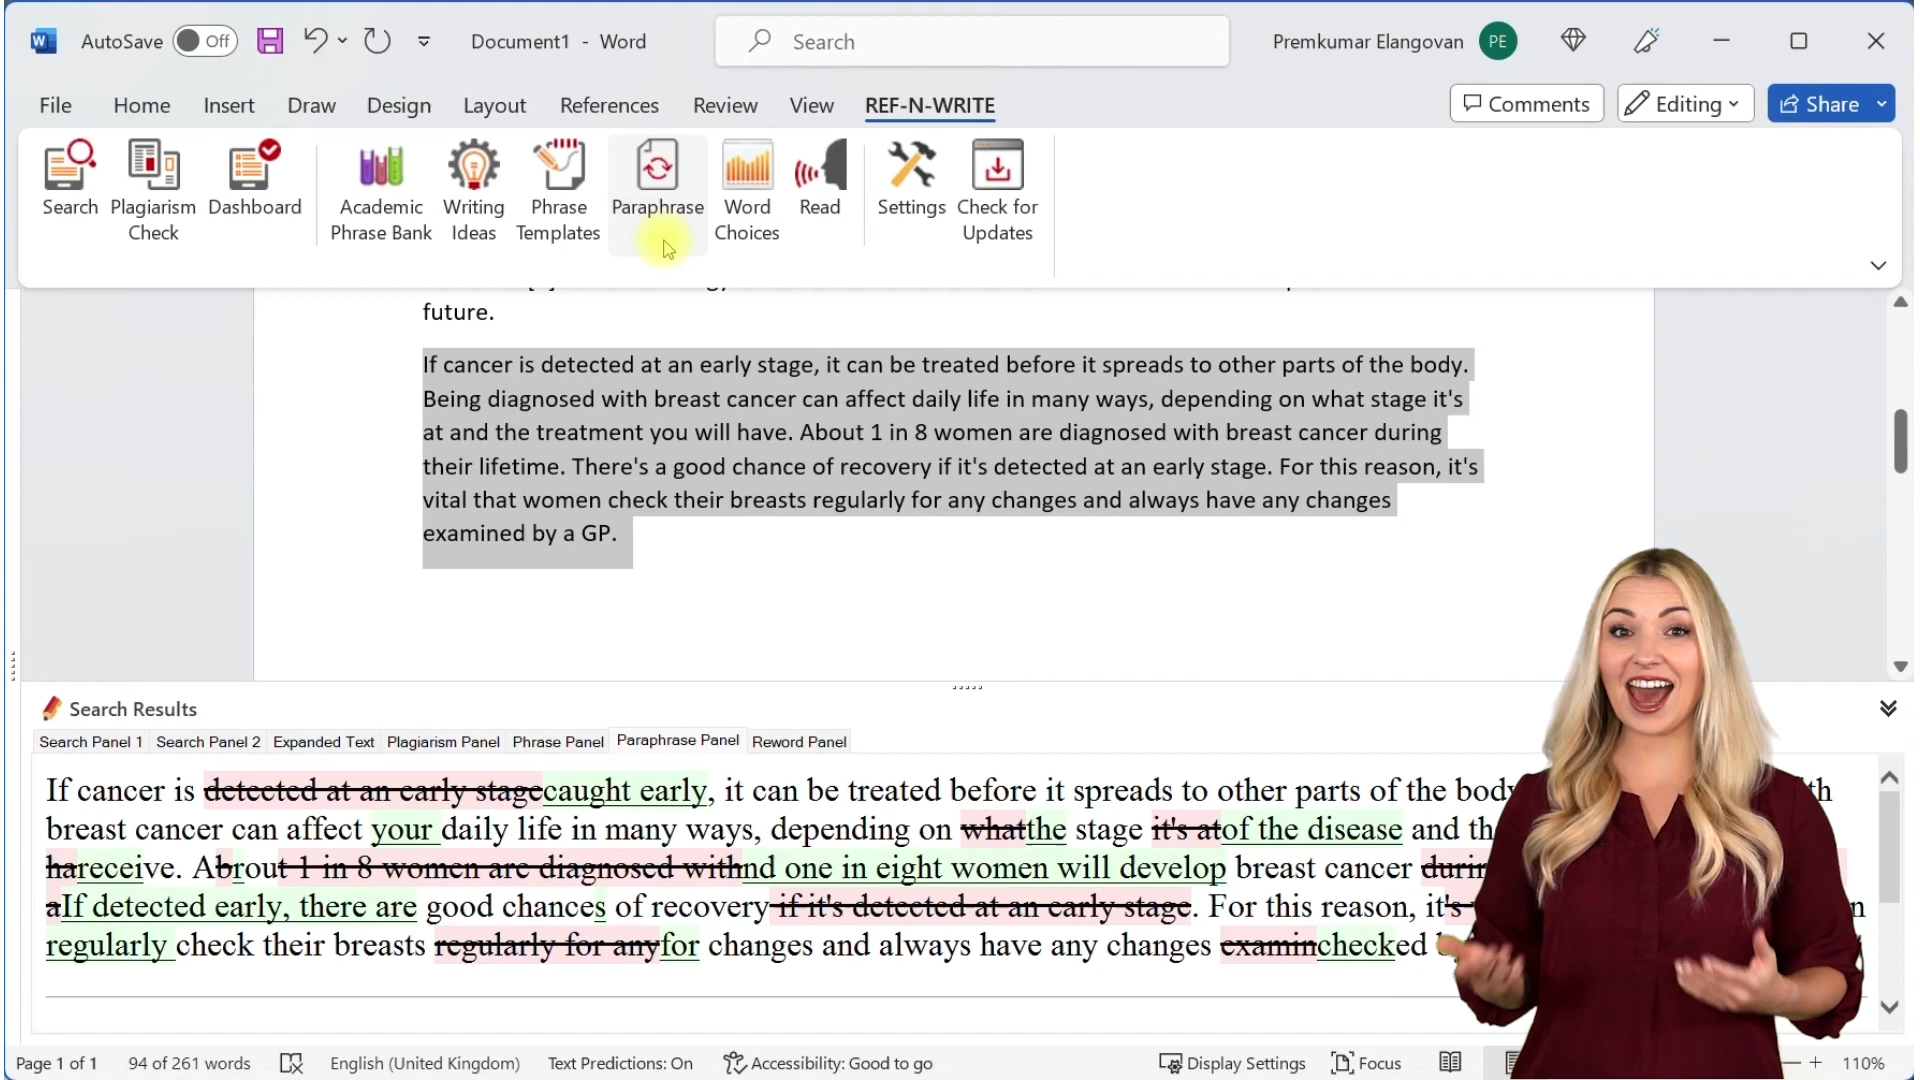 W AutoSave Off Document1 - Word Search Premkumar Elangovan PE
File Home Insert Draw Design Layout References Review View REF-N-WRITE Comments Editing Share
Search Plagiarism Check Dashboard Academic Phrase Bank Writing Ideas Phrase Templates Paraphrase Word Choices Read Settings Check for Updates
future.
If cancer is detected at an early stage, it can be treated before it spreads to other parts of the body.
Being diagnosed with breast cancer can affect daily life in many ways, depending on what stage it's
at and the treatment you will have. About 1 in 8 women are diagnosed with breast cancer during
their lifetime. There's a good chance of recovery if it's detected at an early stage. For this reason, it's
vital that women check their breasts regularly for any changes and always have any changes
examined by a GP.
Search Results
Search Panel 1 Search Panel 2 Expanded Text Plagiarism Panel Phrase Panel Paraphrase Panel Reword Panel
If cancer is detected at an early stagecaught early, it can be treated before it spreads to other parts of the
breast cancer can affect your daily life in many ways, depending on whatthe stage it's atof the disease and
hareceive. Abrout 1 in 8 women are diagnosed withnd one in eight women will develop breast cancer
aIf detected early, there are good chances of recovery if it's detected at an early stage. For this reason, it's
regularly check their breasts regularly for anyfor changes and always have any changes examinchecked
Page 1 of 1 94 of 261 words English (United Kingdom) Text Predictions: On Accessibility: Good to go Display Settings Focus 110%